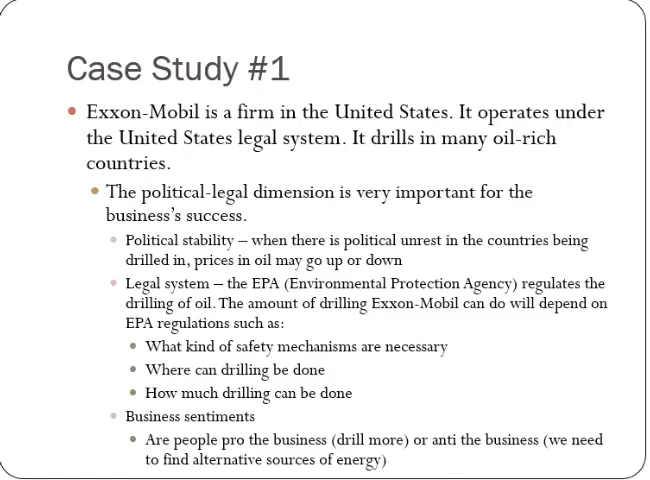 Case Study #1
Exxon-Mobil is a firm in the United States. It operates under
the United States legal system. It drills in many oil-rich
countries.
The political-legal dimension is very important for the
business's success.
Political stability – when there is political unrest in the countries being
drilled in, prices in oil may go up or down
Legal system – the EPA (Environmental Protection Agency) regulates the
drilling of oil. The amount of drilling Exxon-Mobil can do will depend on
EPA regulations such as:
What kind of safety mechanisms are necessary
Where can drilling be done
How much drilling can be done
Business sentiments
Are people pro the business (drill more) or anti the business (we need
to find alternative sources of energy)